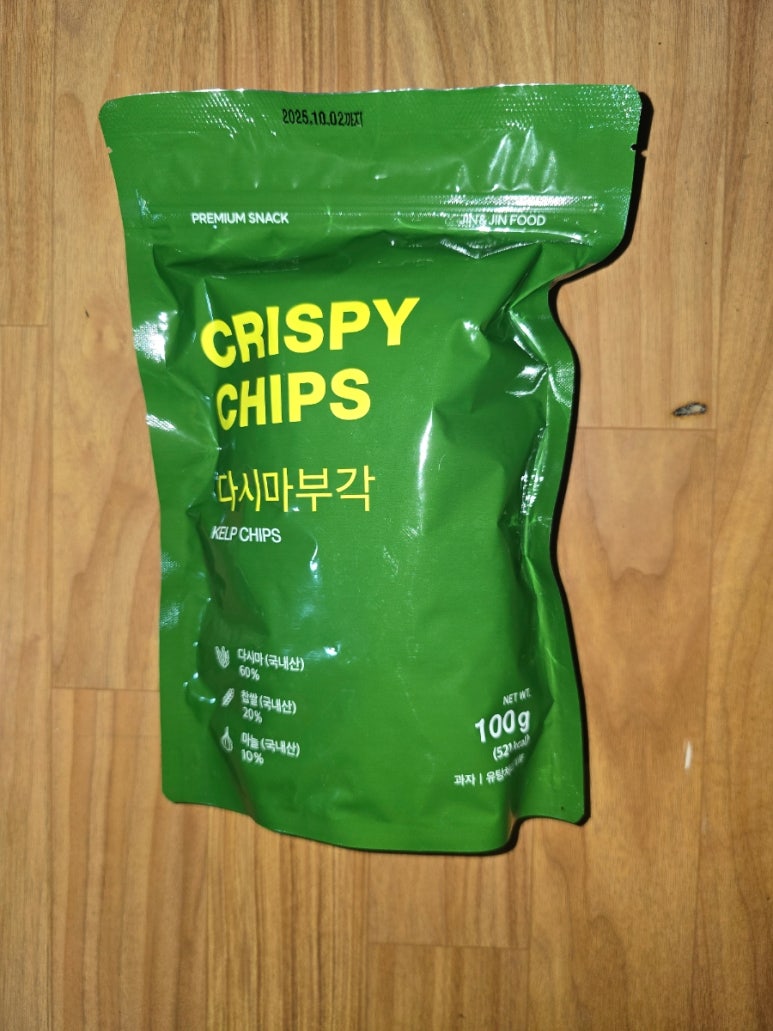 2025.10.02까지
PREMIUM SNACK
JIN& JIN FOOD
CRISPY
CHIPS
다시마부각
KELP CHIPS
다시마 (국내산)
60%
찹쌀 (국내산)
20%
마늘 (국내산)
10%
NET WT.
100g
(521kcal)
과자 |